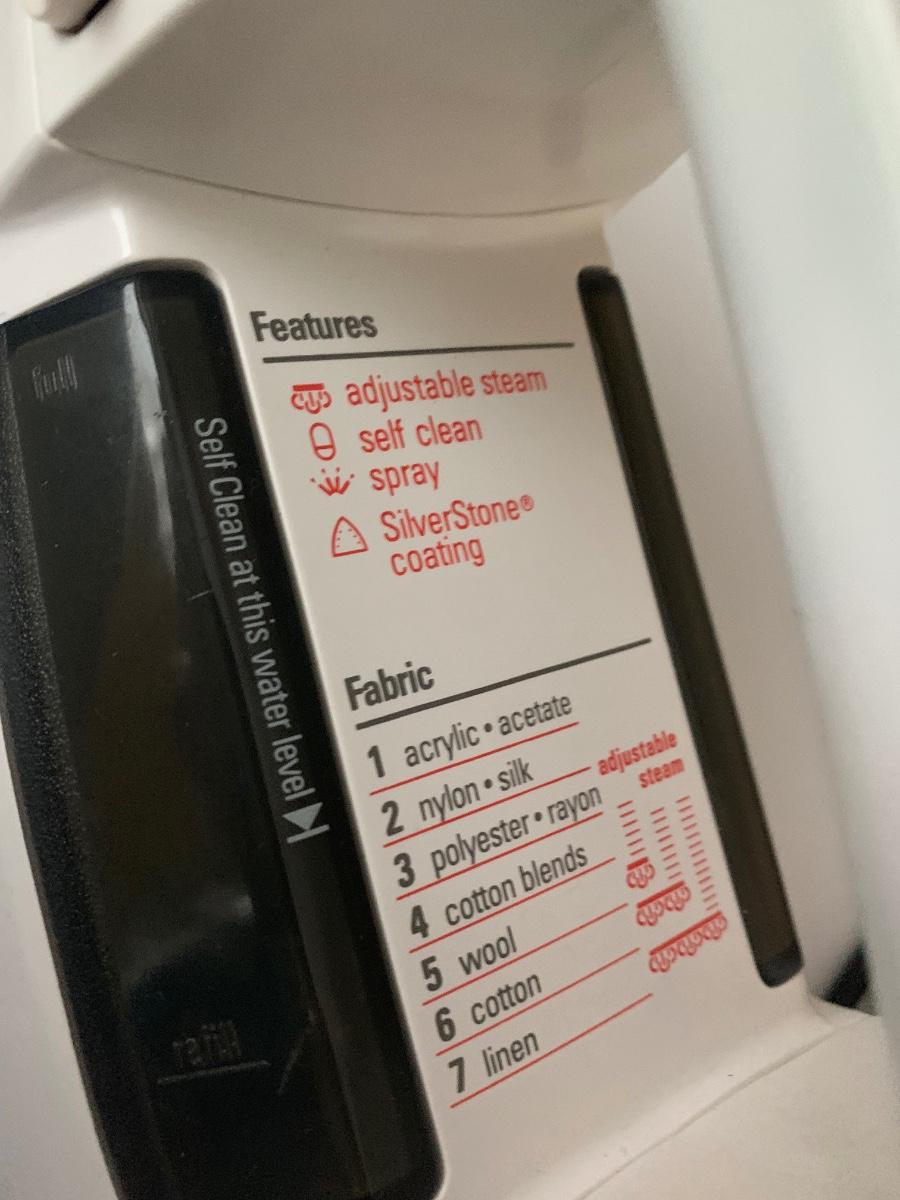 full
Self Clean at this water level
refill
Features
adjustable steam
self clean
spray
SilverStone®
coating
Fabric
1 acrylic • acetate
2 nylon • silk
3 polyester • rayon
4 cotton blends
5 wool
6 cotton
7 linen
adjustable
steam